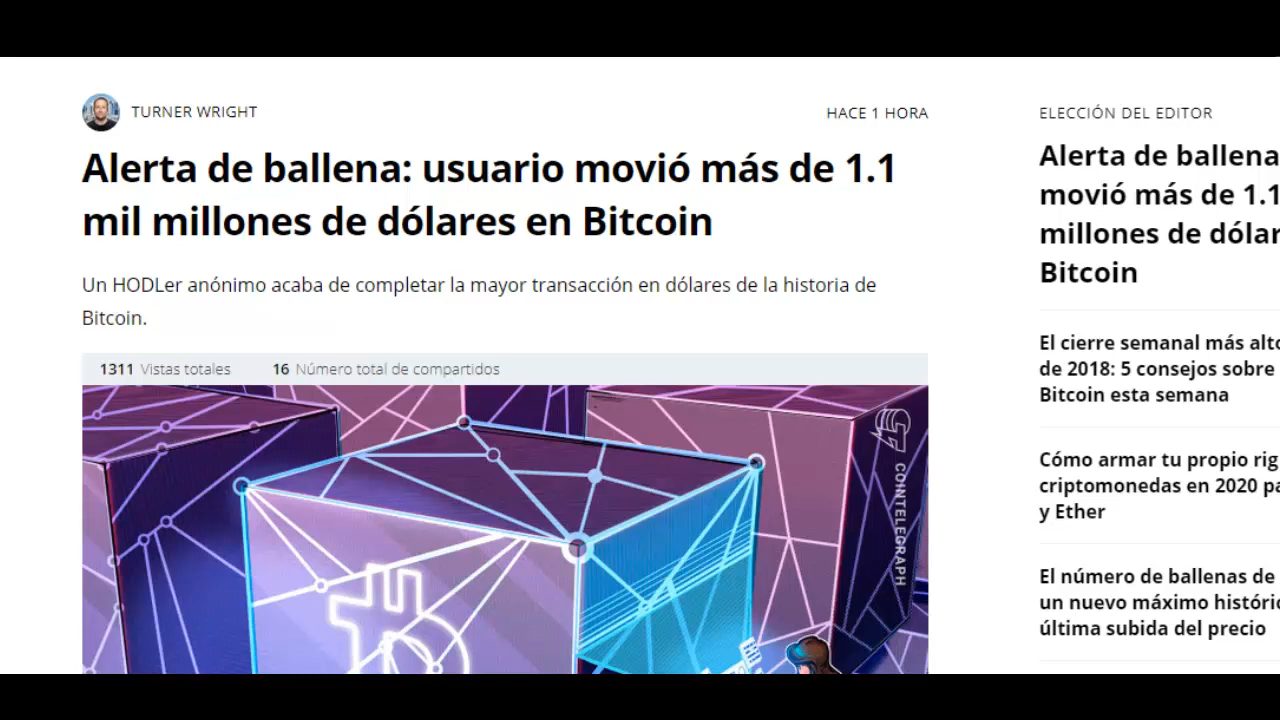 TURNER WRIGHT
HACE 1 HORA
Alerta de ballena: usuario movió más de 1.1
mil millones de dólares en Bitcoin
Un HODLer anónimo acaba de completar la mayor transacción en dólares de la historia de
Bitcoin.
1311 Vistas totales
16 Número total de compartidos
COINTELEGRAPH
ELECCIÓN DEL EDITOR
Alerta de ballena
movió más de 1.1
millones de dólar
Bitcoin
El cierre semanal más alto
de 2018: 5 consejos sobre
Bitcoin esta semana
Cómo armar tu propio rig
criptomonedas en 2020 pa
y Ether
El número de ballenas de
un nuevo máximo históric
última subida del precio